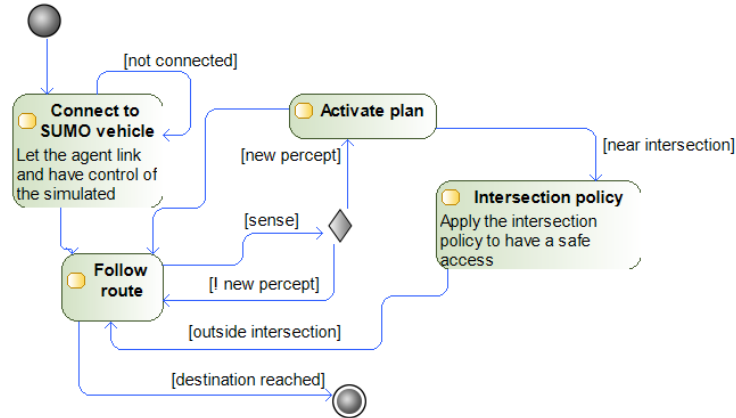 [not connected]
Connect to
SUMO vehicle
Let the agent link
and have control of
the simulated
Activate plan
[new percept]
[near intersection]
Intersection policy
Apply the intersection
policy to have a safe
access
[sense]
Follow
route
[! new percept]
[outside intersection]
[destination reached]